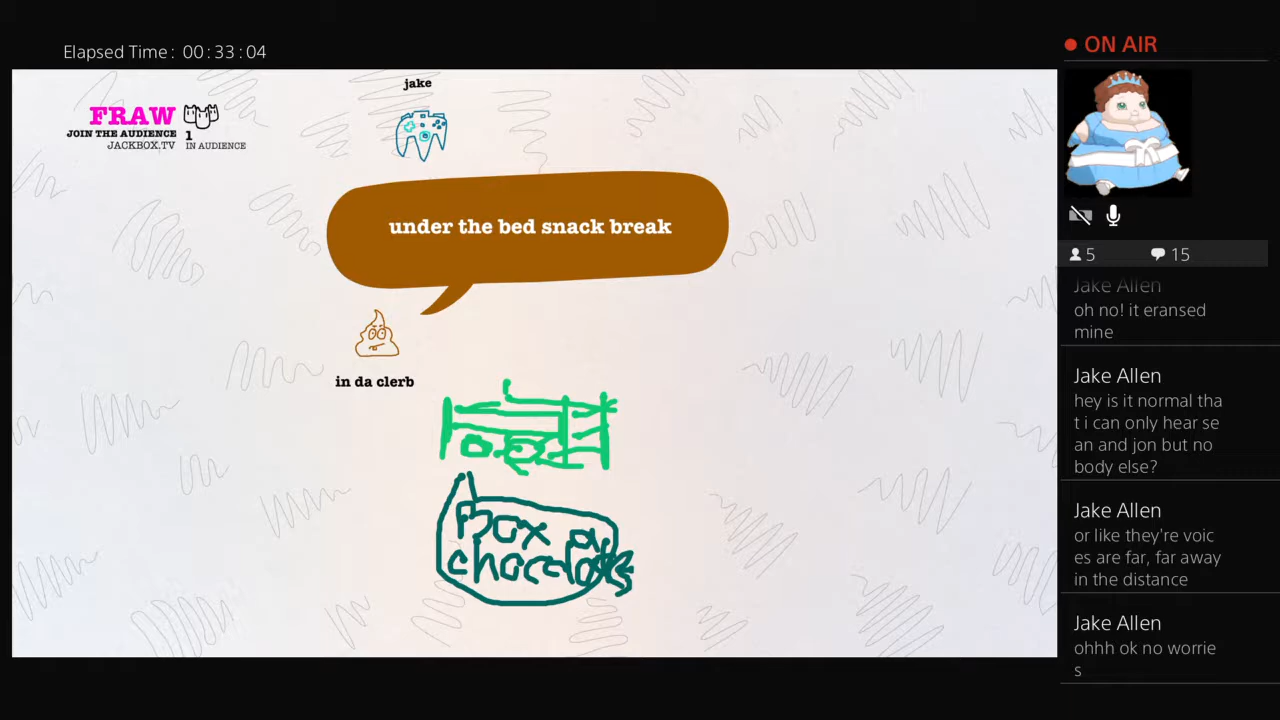 Elapsed Time: 00:33:04
ON AIR
jake
FRAW
JOIN THE AUDIENCE
JACKBOX.TV
1
IN AUDIENCE
under the bed snack break
in da clerb
box a
5
15
Jake Allen
oh no! it eransed
mine
Jake Allen
hey is it normal tha
t i can only hear se
an and jon but no
body else?
Jake Allen
or like they're voic
es are far, far away
in the distance
Jake Allen
ohhh ok no worrie
s